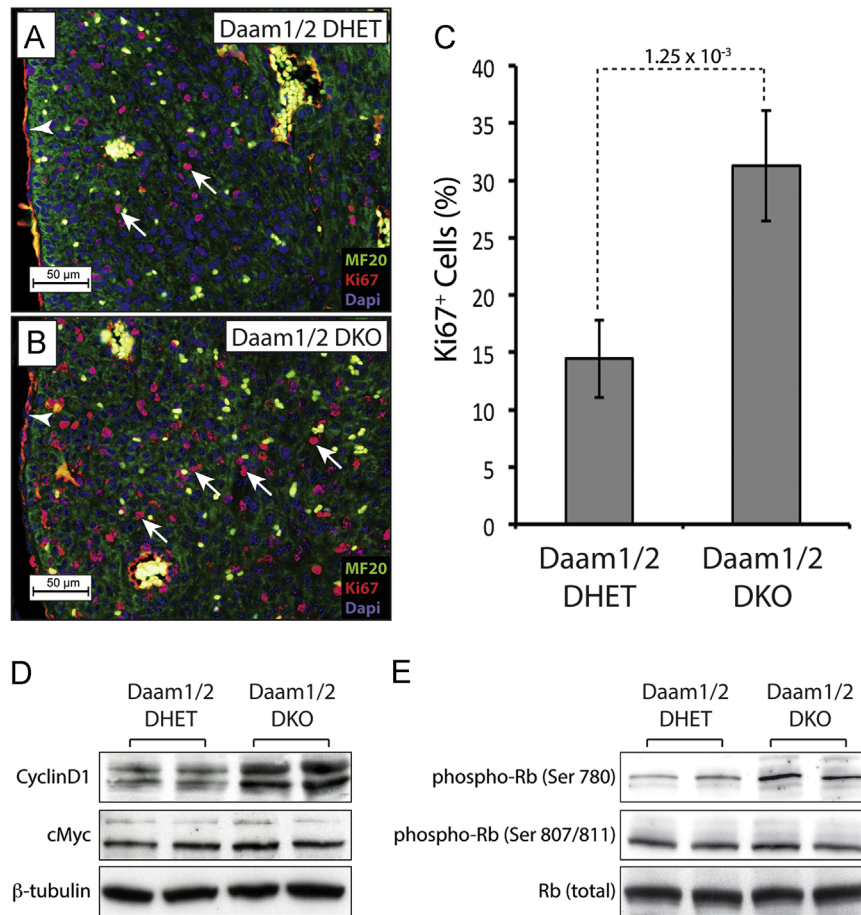 A
Daam1/2 DHET
50 µm
MF20
Ki67
Dapi
B
Daam1/2 DKO
50 µm
MF20
Ki67
Dapi
C
1.25 x 10⁻³
40
35
30
25
20
15
10
5
0
Ki67⁺ Cells (%)
Daam1/2
DHET
Daam1/2
DKO
D
Daam1/2
DHET
Daam1/2
DKO
CyclinD1
cMyc
β-tubulin
E
Daam1/2
DHET
Daam1/2
DKO
phospho-Rb (Ser 780)
phospho-Rb (Ser 807/811)
Rb (total)